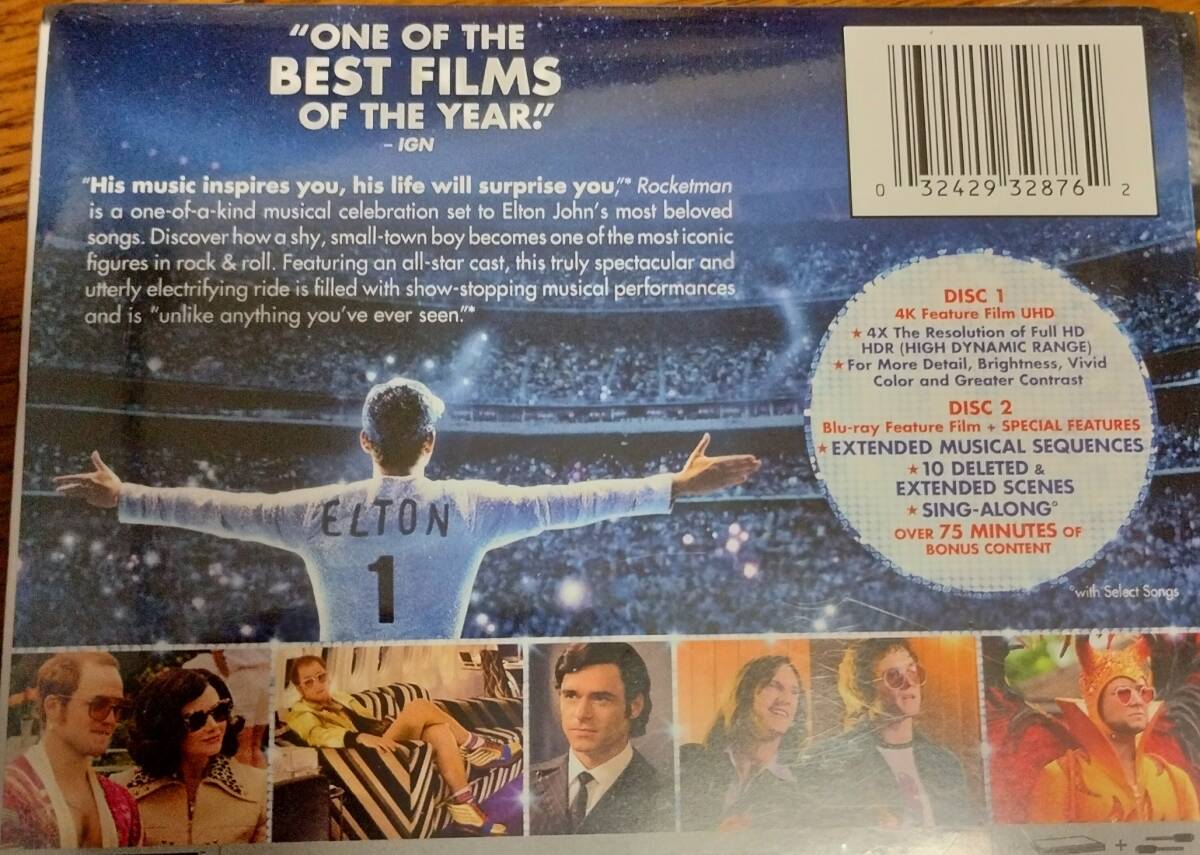 “ONE OF THE
BEST FILMS
OF THE YEAR.”
– IGN
“His music inspires you, his life will surprise you,”* Rocketman
is a one-of-a-kind musical celebration set to Elton John’s most beloved
songs. Discover how a shy, small-town boy becomes one of the most iconic
figures in rock & roll. Featuring an all-star cast, this truly spectacular and
utterly electrifying ride is filled with show-stopping musical performances
and is “unlike anything you’ve ever seen.”*
0 32429 32876 2
DISC 1
4K Feature Film UHD
★ 4X The Resolution of Full HD
HDR (HIGH DYNAMIC RANGE)
★ For More Detail, Brightness, Vivid
Color and Greater Contrast
DISC 2
Blu-ray Feature Film + SPECIAL FEATURES
★ EXTENDED MUSICAL SEQUENCES
★ 10 DELETED &
EXTENDED SCENES
★ SING-ALONG°
OVER 75 MINUTES OF
BONUS CONTENT
°with Select Songs
ELTON
1
+